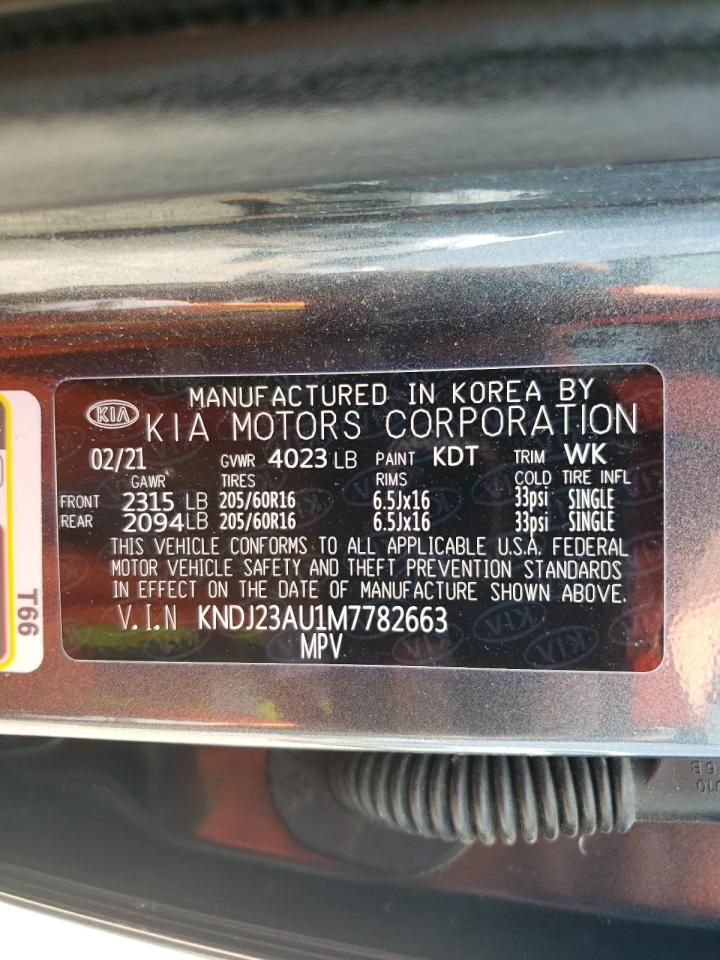 MANUFACTURED IN KOREA BY
KIA KIA MOTORS CORPORATION
02/21 GVWR 4023 LB PAINT KDT TRIM WK
GAWR TIRES RIMS COLD TIRE INFL
FRONT 2315 LB 205/60R16 6.5Jx16 33psi SINGLE
REAR 2094LB 205/60R16 6.5Jx16 33psi SINGLE
THIS VEHICLE CONFORMS TO ALL APPLICABLE U.S.A. FEDERAL
MOTOR VEHICLE SAFETY AND THEFT PREVENTION STANDARDS
IN EFFECT ON THE DATE OF MANUFACTURE SHOWN ABOVE.
V.I.N KNDJ23AU1M7782663
MPV
T66